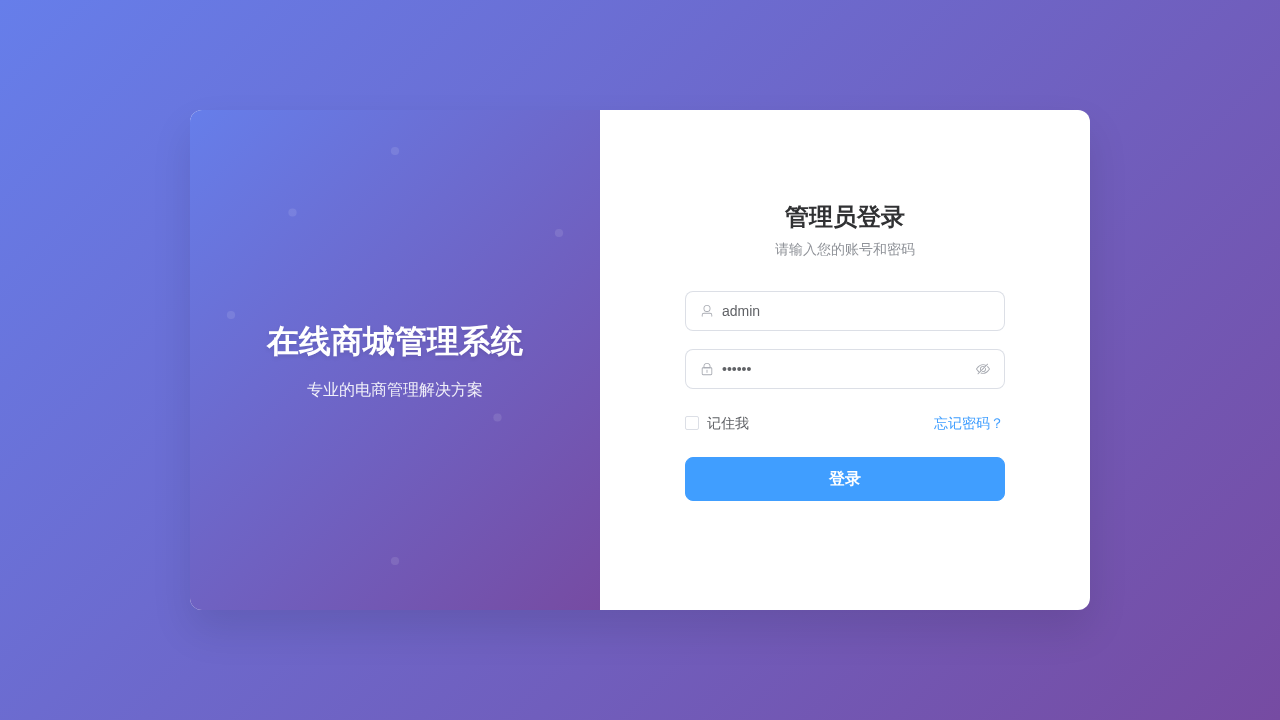 在线商城管理系统
专业的电商管理解决方案
管理员登录
请输入您的账号和密码
admin
••••••
记住我
忘记密码？
登录